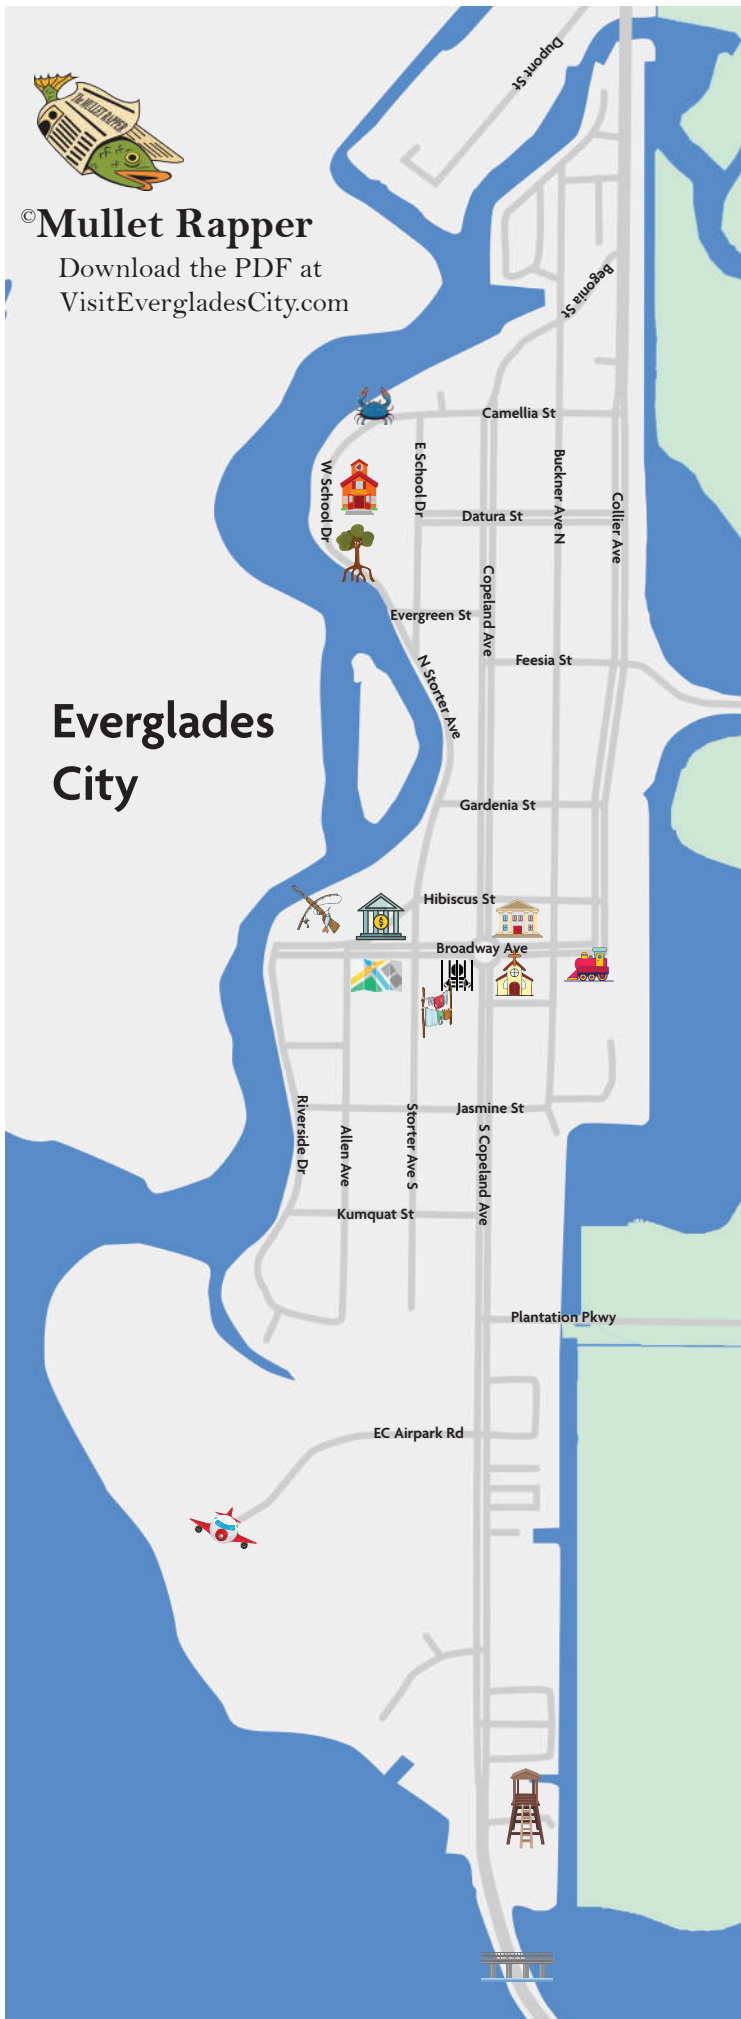 Dupont St
The MULLET RAPPER
©Mullet Rapper
Download the PDF at
VisitEvergladesCity.com
Begonia St
Camellia St
E School Dr
W School Dr
Buckner Ave N
Collier Ave
Datura St
Copeland Ave
Evergreen St
Feesia St
N Storter Ave
Everglades
City
Gardenia St
Hibiscus St
Broadway Ave
Riverside Dr
Jasmine St
Storter Ave S
Allen Ave
S Copeland Ave
Kumquat St
Plantation Pkwy
EC Airpark Rd